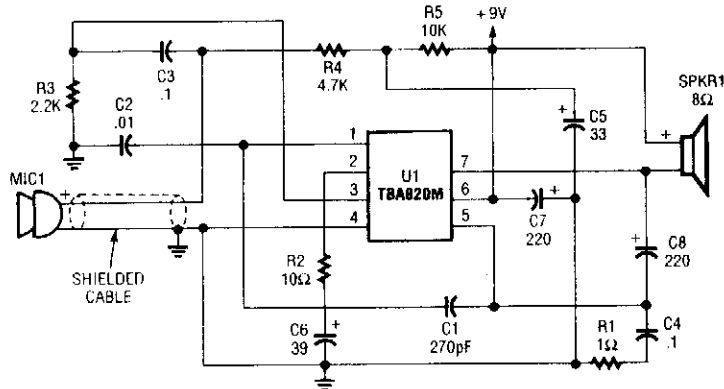 +9V
R5
10K
R4
4.7K
C3
.1
R3
2.2K
C2
.01
SPKR1
8Ω
+
+
C5
33
1
2
3
4
U1
TBA820M
7
6
5
MIC1
+
+
C7
220
+
C8
220
SHIELDED
CABLE
R2
10Ω
C6
39
+
C1
270pF
R1
1Ω
C4
.1